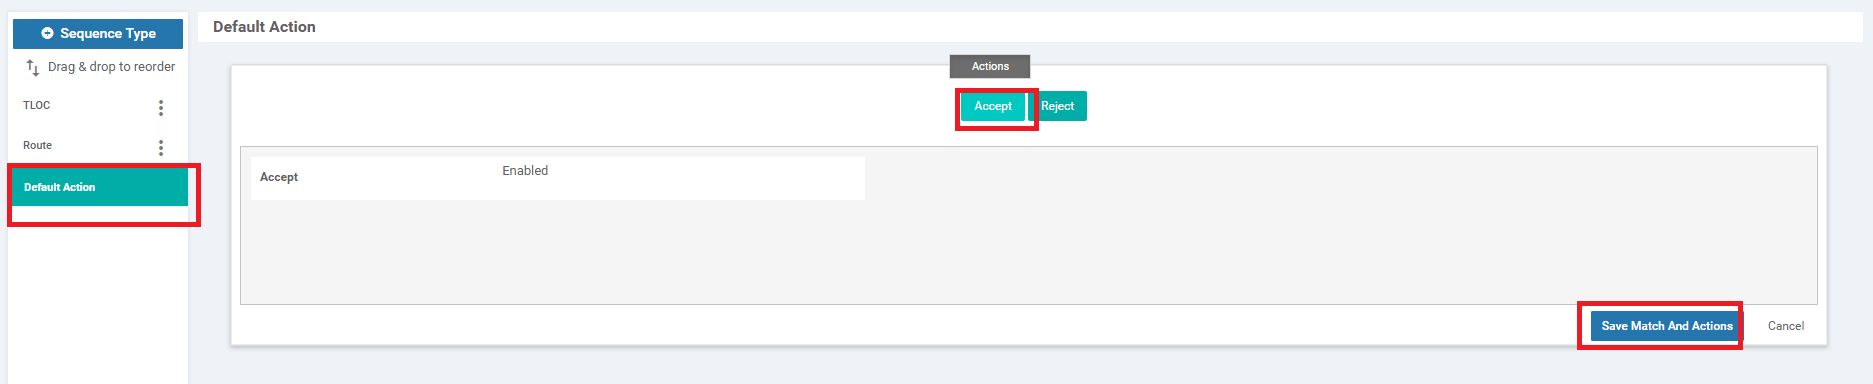 Sequence Type
Drag & drop to reorder
TLOC
Route
Default Action
Default Action
Actions
Accept Reject
Accept Enabled
Save Match And Actions Cancel